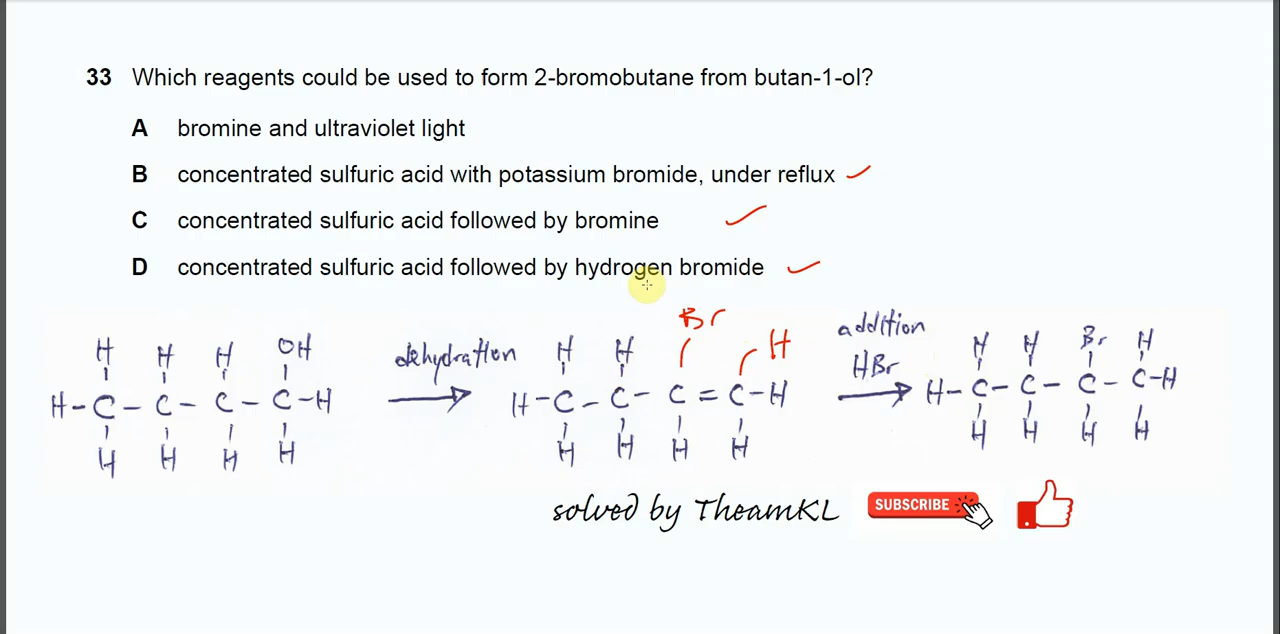 33 Which reagents could be used to form 2-bromobutane from butan-1-ol?
A bromine and ultraviolet light
B concentrated sulfuric acid with potassium bromide, under reflux
C concentrated sulfuric acid followed by bromine
D concentrated sulfuric acid followed by hydrogen bromide
H H H OH
H-C-C-C-C-H
H H H H
dehydration
H H Br H
H-C-C-C=C-H
H H H H
addition
HBr
H H Br H
H-C-C-C-C-H
H H H H
solved by TheamKL
SUBSCRIBE